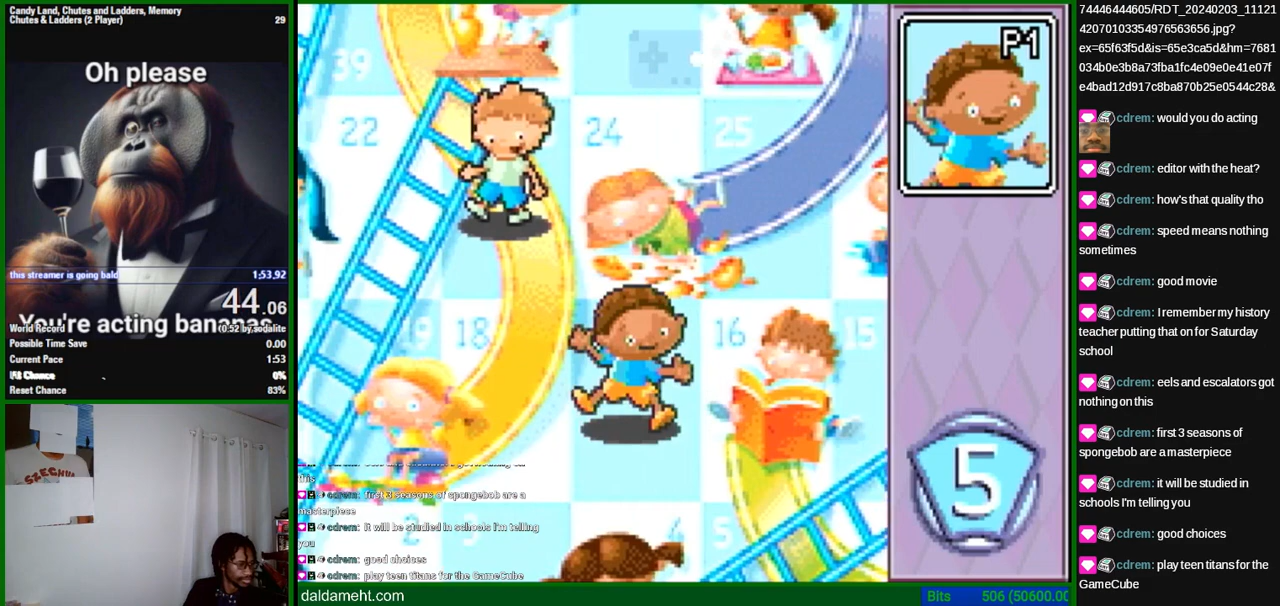 Candy Land, Chutes and Ladders, Memory
Chutes & Ladders (2 Player)
29
Oh please
this streamer is going bald 1:53.92
44.06
You're acting bananas
World Record (0:52 by sodalite
Possible Time Save 0.00
Current Pace 1:53
Chance 0%
Reset Chance 83%
SZECHUA
39
22
24
25
18
16
15
2
3
4
5
P1
5
this
cdrem: first 3 seasons of spongebob are a
masterpiece
cdrem: it will be studied in schools I'm telling
you
cdrem: good choices
cdrem: play teen titans for the GameCube
daldameht.com
Bits 506 (50600.00
74446444605/RDT_20240203_11121
4207010335497656 3656.jpg?
ex=65f63f5d&is=65e3ca5d&hm=7681
034b0e3b8a73fba1fc4e09e0e41e07f
e4bad12d917c8ba870b25e0544c28&
cdrem: would you do acting
cdrem: editor with the heat?
cdrem: how's that quality tho
cdrem: speed means nothing
sometimes
cdrem: good movie
cdrem: I remember my history
teacher putting that on for Saturday
school
cdrem: eels and escalators got
nothing on this
cdrem: first 3 seasons of
spongebob are a masterpiece
cdrem: it will be studied in
schools I'm telling you
cdrem: good choices
cdrem: play teen titans for the
GameCube